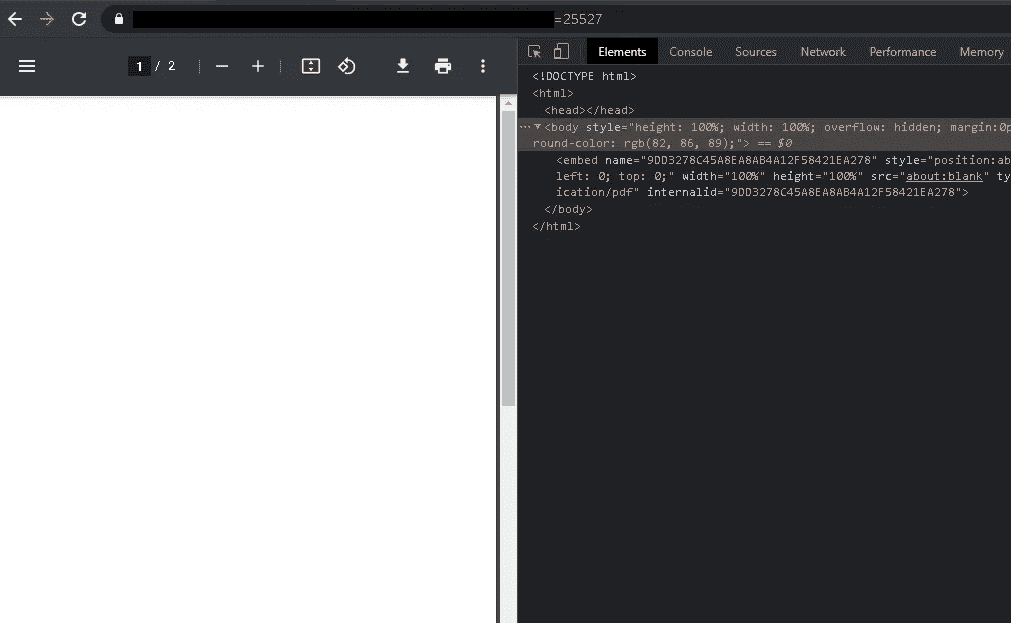 =25527
1 / 2
Elements Console Sources Network Performance Memory
<!DOCTYPE html>
<html>
<head></head>
<body style="height: 100%; width: 100%; overflow: hidden; margin:0p
round-color: rgb(82, 86, 89);"> == $0
<embed name="9DD3278C45A8EA8AB4A12F58421EA278" style="position:ab
left: 0; top: 0;" width="100%" height="100%" src="about:blank" ty
ication/pdf" internalid="9DD3278C45A8EA8AB4A12F58421EA278">
</body>
</html>